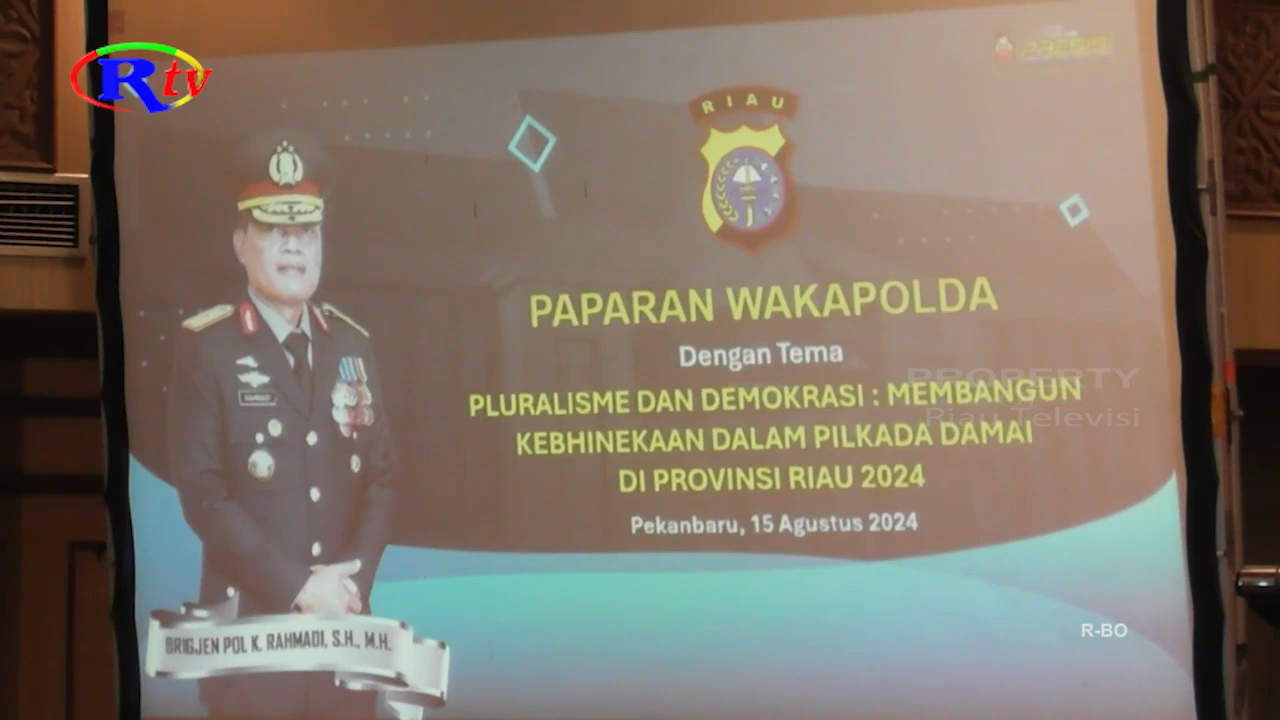 Rtv
RIAU
PAPARAN WAKAPOLDA
Dengan Tema
PROPERTY
PLURALISME DAN DEMOKRASI : MEMBANGUN
Riau Televisi
KEBHINEKAAN DALAM PILKADA DAMAI
DI PROVINSI RIAU 2024
Pekanbaru, 15 Agustus 2024
BRIGJEN POL K. RAHMADI, S.H., M.H.
R-BO